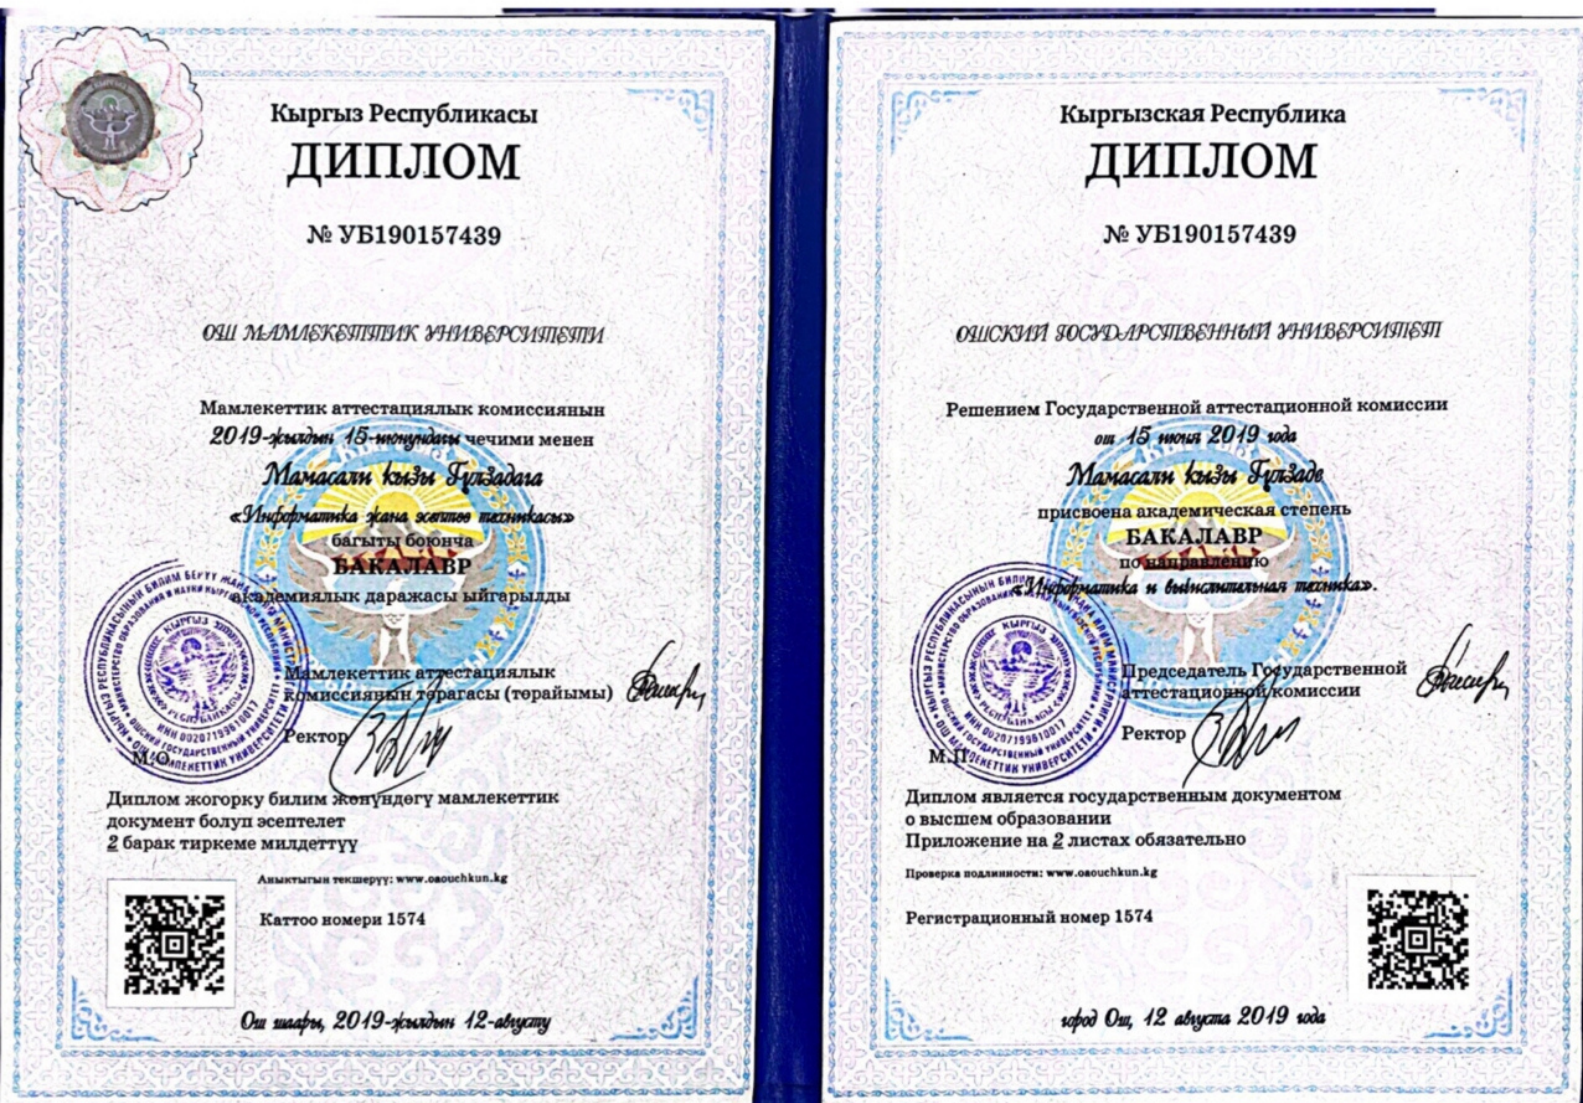 Кыргыз Республикасы
ДИПЛОМ
№ УБ190157439
ОШ МАМЛЕКЕТТИК УНИВЕРСИТЕТИ
Мамлекеттик аттестациялык комиссиянын
2019-жылдын 15-июнундагы чечими менен
Мамасали кызы Гүлзадага
«Информатика жана эсептөө техникасы»
багыты боюнча
БАКАЛАВР
академиялык даражасы ыйгарылды
Мамлекеттик аттестациялык
комиссиянын төрагасы (төрайымы)
Ректор
М.О.
Диплом жогорку билим жөнүндөгү мамлекеттик
документ болуп эсептелет
2 барак тиркеме милдеттүү
Аныктыгын текшерүү: www.oaouchkun.kg
Каттоо номери 1574
Ош шаары, 2019-жылдын 12-августу
Кыргызская Республика
ДИПЛОМ
№ УБ190157439
ОШСКИЙ ГОСУДАРСТВЕННЫЙ УНИВЕРСИТЕТ
Решением Государственной аттестационной комиссии
от 15 июня 2019 года
Мамасали кызы Гүлзаде
присвоена академическая степень
БАКАЛАВР
по направлению
«Информатика и вычислительная техника».
Председатель Государственной
аттестационной комиссии
Ректор
М.П.
Диплом является государственным документом
о высшем образовании
Приложение на 2 листах обязательно
Проверка подлинности: www.oaouchkun.kg
Регистрационный номер 1574
город Ош, 12 августа 2019 года